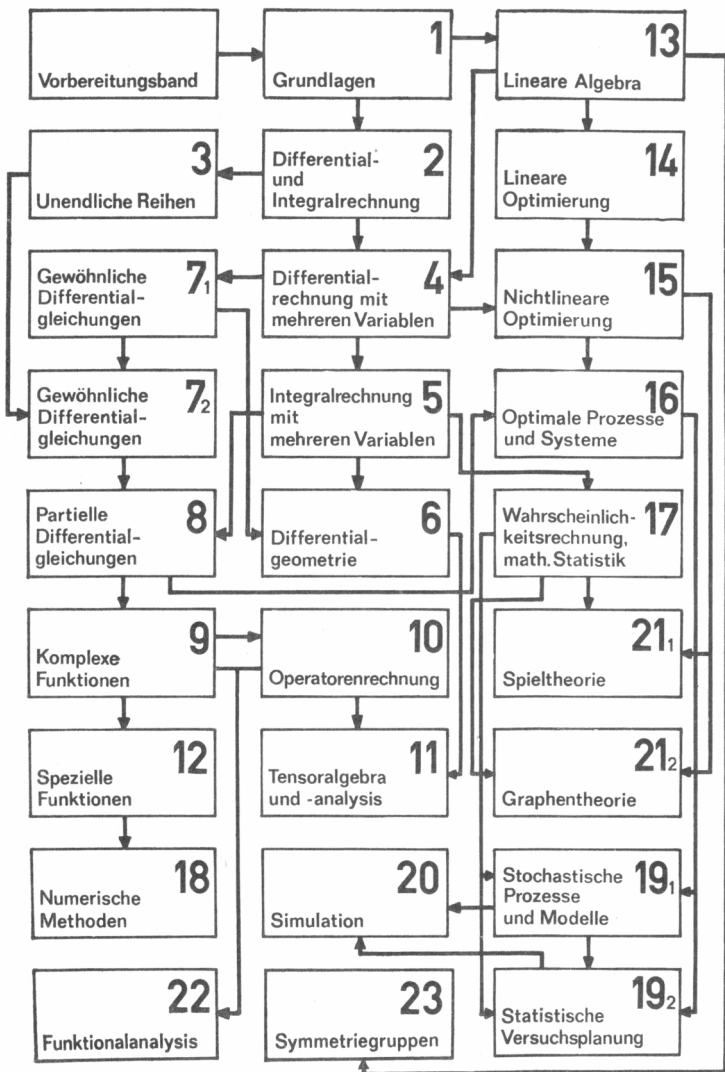 Vorbereitungsband
1
Grundlagen
13
Lineare Algebra
3
Unendliche Reihen
2
Differential-
und
Integralrechnung
14
Lineare
Optimierung
7₁
Gewöhnliche
Differential-
gleichungen
4
Differential-
rechnung mit
mehreren Variablen
15
Nichtlineare
Optimierung
7₂
Gewöhnliche
Differential-
gleichungen
5
Integralrechnung
mit
mehreren Variablen
16
Optimale Prozesse
und Systeme
8
Partielle
Differential-
gleichungen
6
Differential-
geometrie
17
Wahrscheinlich-
keitsrechnung,
math. Statistik
9
Komplexe
Funktionen
10
Operatorenrechnung
21₁
Spieltheorie
12
Spezielle
Funktionen
11
Tensoralgebra
und -analysis
21₂
Graphentheorie
18
Numerische
Methoden
20
Simulation
19₁
Stochastische
Prozesse
und Modelle
22
Funktionalanalysis
23
Symmetriegruppen
19₂
Statistische
Versuchsplanung